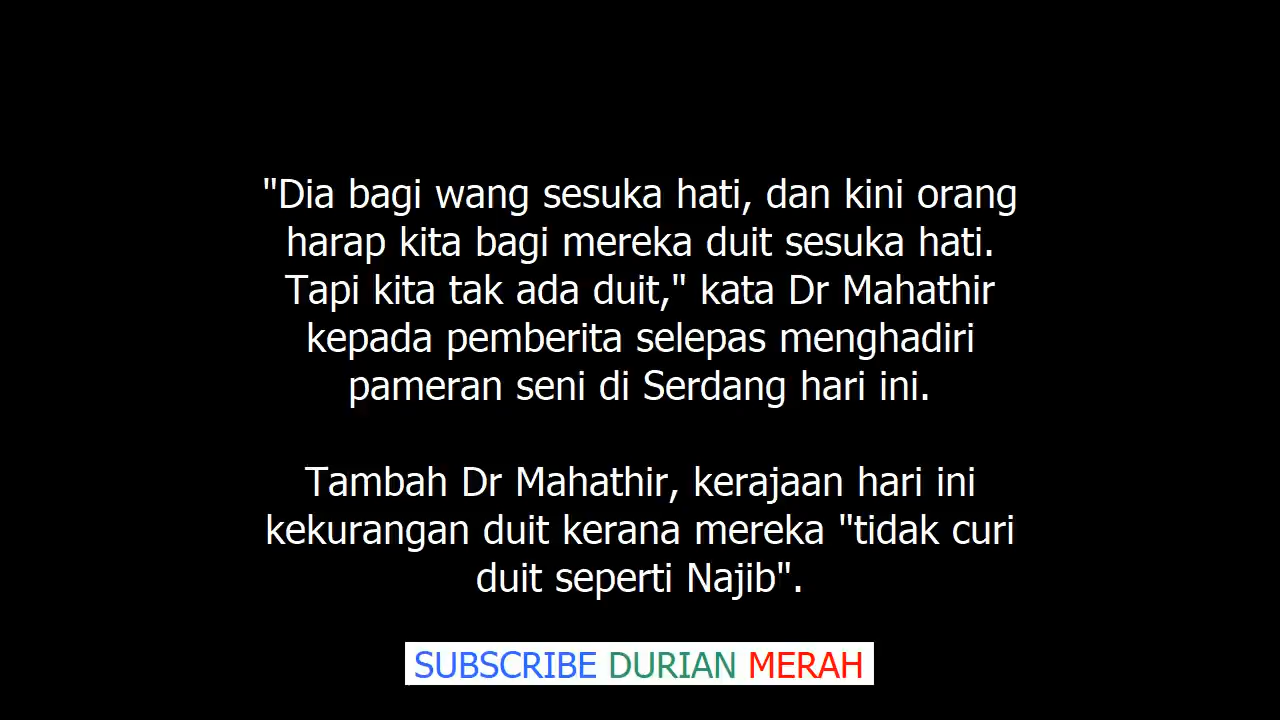 "Dia bagi wang sesuka hati, dan kini orang
harap kita bagi mereka duit sesuka hati.
Tapi kita tak ada duit," kata Dr Mahathir
kepada pemberita selepas menghadiri
pameran seni di Serdang hari ini.
Tambah Dr Mahathir, kerajaan hari ini
kekurangan duit kerana mereka "tidak curi
duit seperti Najib".
SUBSCRIBE DURIAN MERAH